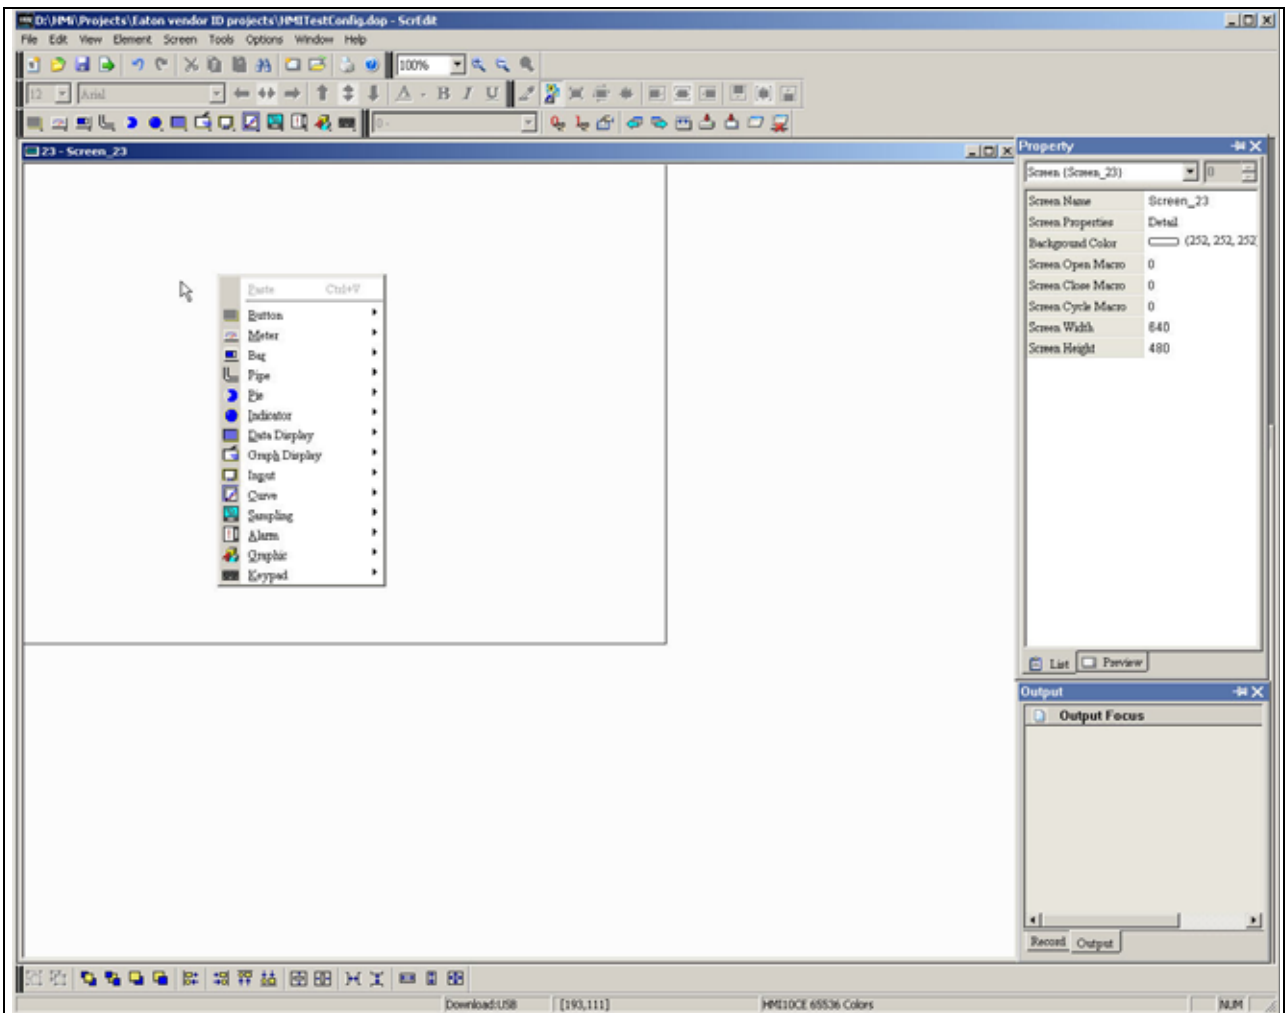 D:\HMi\Projects\Eaton vendor ID projects\HMITestConfig.dop - ScrEdit
File Edit View Element Screen Tools Options Window Help
100%
12 Arial
A B I U
0 -
23 - Screen_23
Paste Ctrl+V
Button
Meter
Bar
Pipe
Pie
Indicator
Data Display
Graph Display
Input
Curve
Sampling
Alarm
Graphic
Keypad
Property
Screen (Screen_23) 0
Screen Name Screen_23
Screen Properties Detail
Background Color (252, 252, 252
Screen Open Macro 0
Screen Close Macro 0
Screen Cycle Macro 0
Screen Width 640
Screen Height 480
List Preview
Output
Output Focus
Record Output
Download:USB [193,111] HMI10CE 65536 Colors NUM